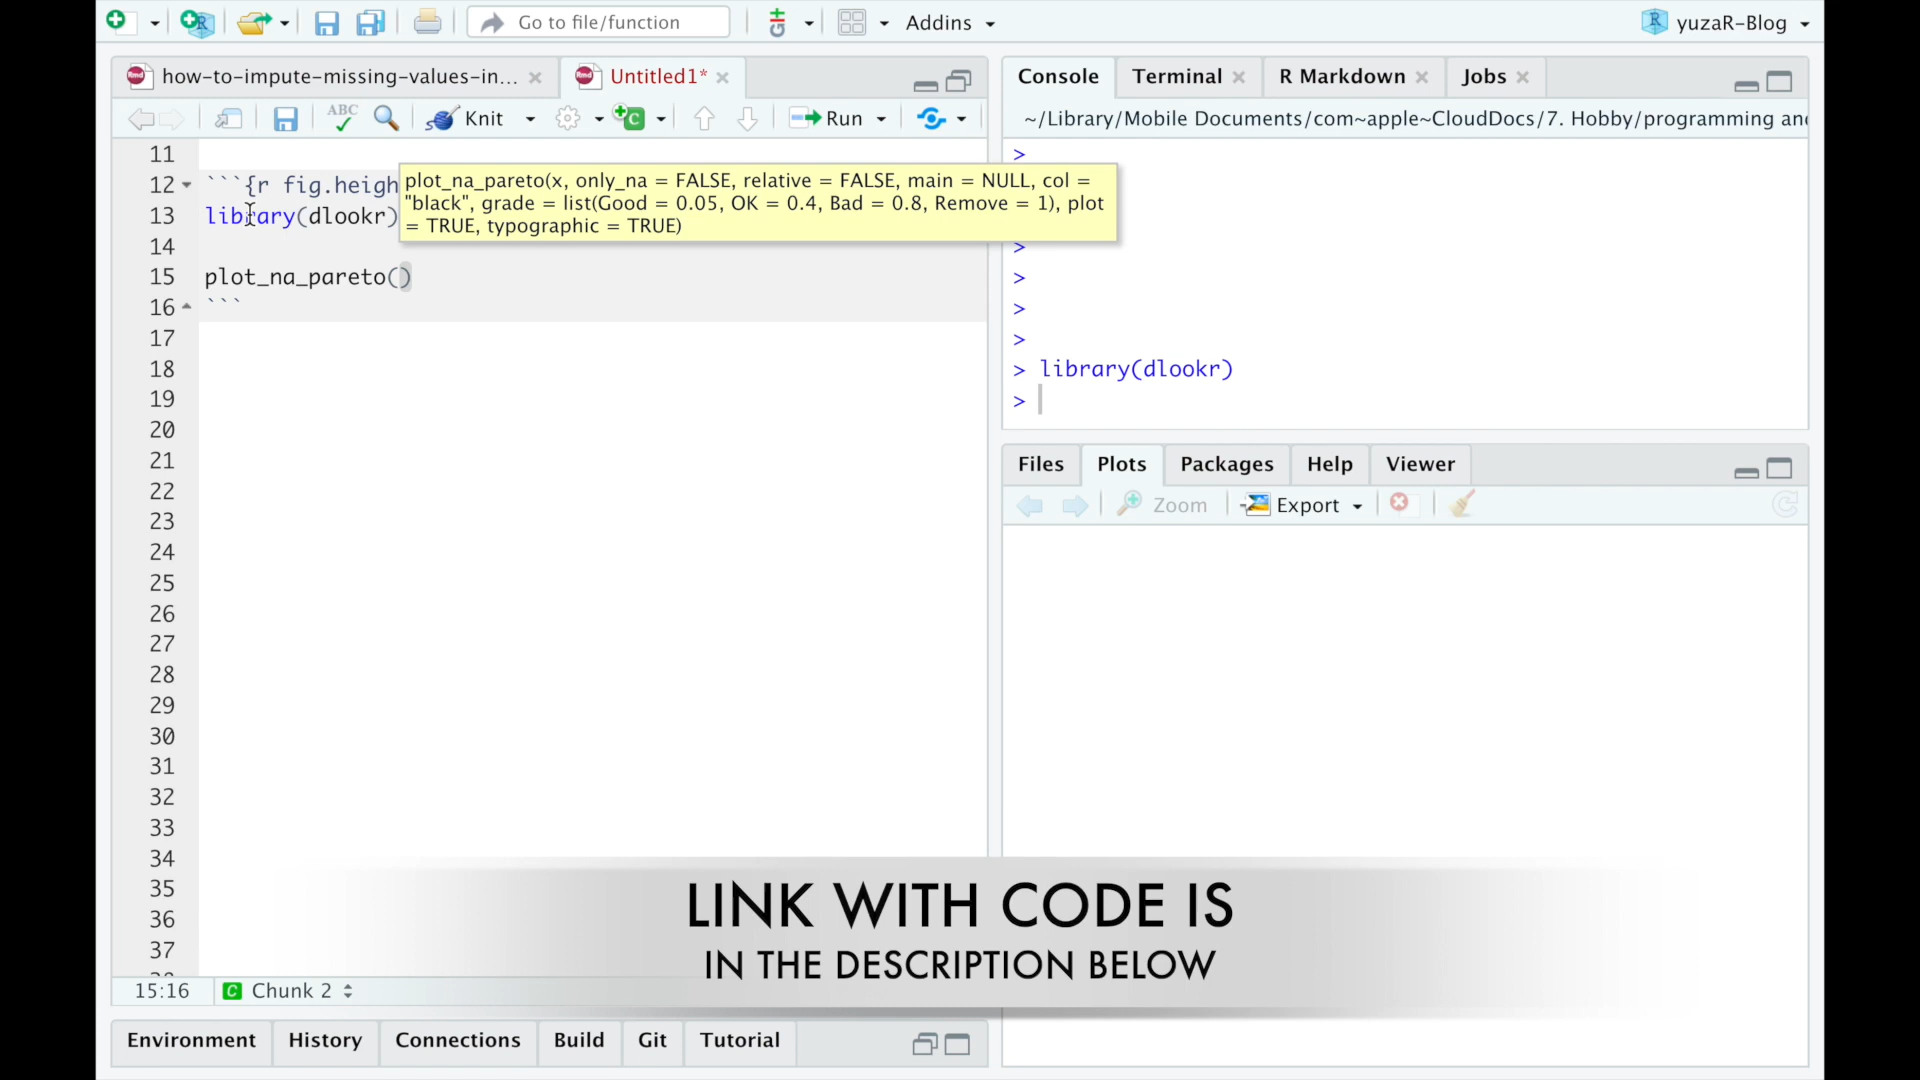 Go to file/function
Addins
yuzaR-Blog
how-to-impute-missing-values-in...
Untitled1*
ABC
Knit
Run
11
12 ```{r fig.heigh
13 library(dlookr)
14
15 plot_na_pareto()
16 ```
17
18
19
20
21
22
23
24
25
26
27
28
29
30
31
32
33
34
35
36
37
plot_na_pareto(x, only_na = FALSE, relative = FALSE, main = NULL, col =
"black", grade = list(Good = 0.05, OK = 0.4, Bad = 0.8, Remove = 1), plot
= TRUE, typographic = TRUE)
15:16 C Chunk 2
Environment History Connections Build Git Tutorial
Console Terminal R Markdown Jobs
~/Library/Mobile Documents/com~apple~CloudDocs/7. Hobby/programming an
>
>
>
>
>
> library(dlookr)
>
Files Plots Packages Help Viewer
Zoom Export
LINK WITH CODE IS
IN THE DESCRIPTION BELOW